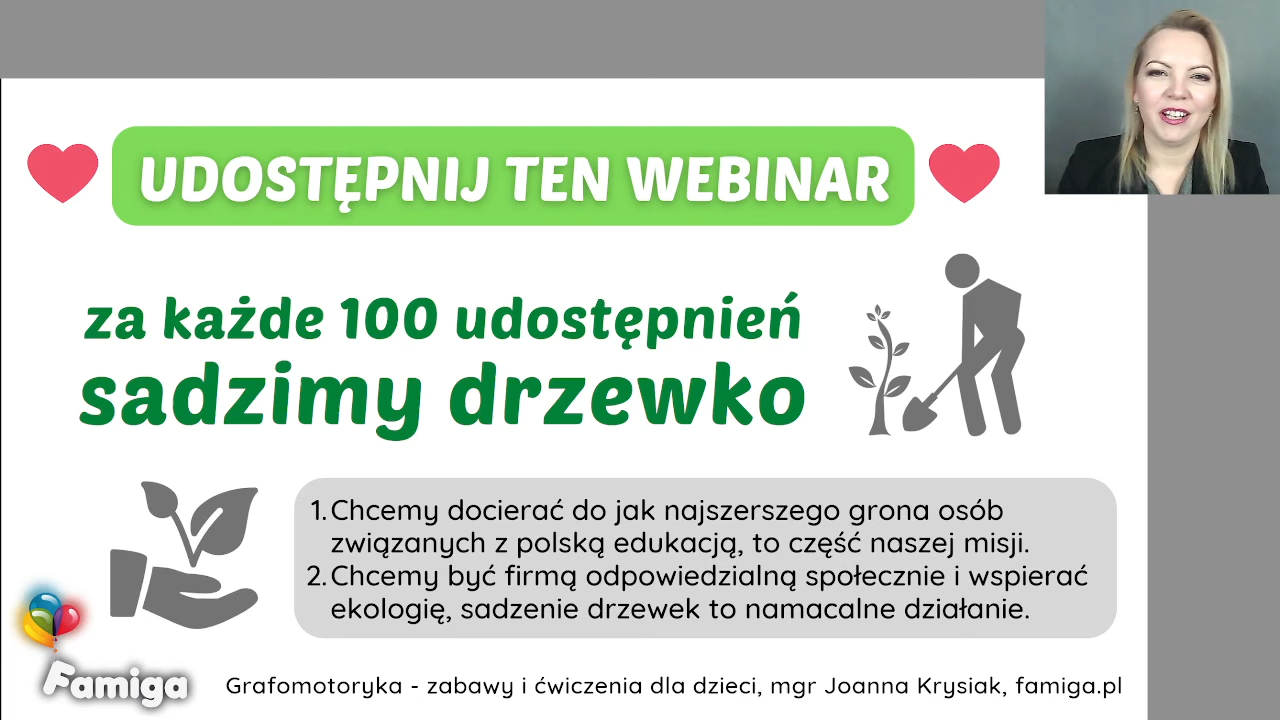 UDOSTĘPNIJ TEN WEBINAR
za każde 100 udostępnień
sadzimy drzewko
1. Chcemy docierać do jak najszerszego grona osób
związanych z polską edukacją, to część naszej misji.
2. Chcemy być firmą odpowiedzialną społecznie i wspierać
ekologię, sadzenie drzewek to namacalne działanie.
Famiga
Grafomotoryka - zabawy i ćwiczenia dla dzieci, mgr Joanna Krysiak, famiga.pl